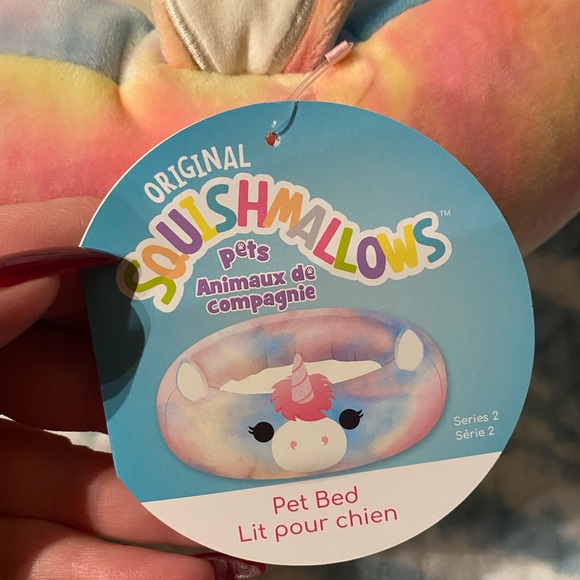 ORIGINAL
SQUISHMALLOWS™
pets
Animaux de
compagnie
Series 2
Série 2
Pet Bed
Lit pour chien